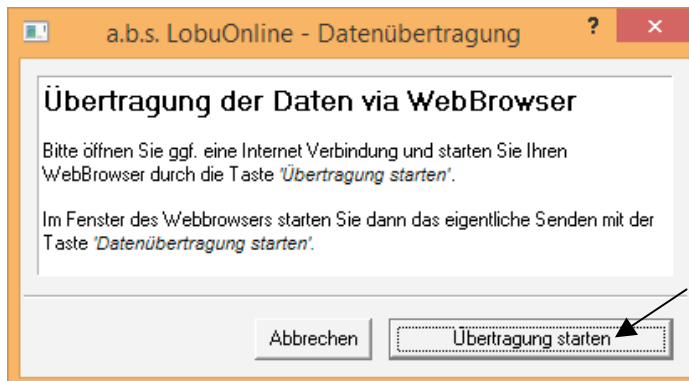 a.b.s. LobuOnline - Datenübertragung ? ×
Übertragung der Daten via WebBrowser
Bitte öffnen Sie ggf. eine Internet Verbindung und starten Sie Ihren
WebBrowser durch die Taste 'Übertragung starten'.
Im Fenster des Webbrowsers starten Sie dann das eigentliche Senden mit der
Taste 'Datenübertragung starten'.
Abbrechen Übertragung starten